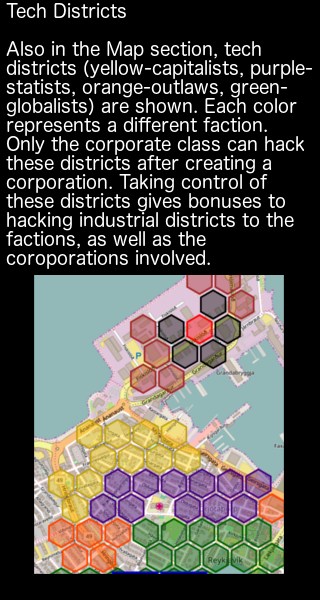 Tech Districts
Also in the Map section, tech
districts (yellow-capitalists, purple-
statists, orange-outlaws, green-
globalists) are shown. Each color
represents a different faction.
Only the corporate class can hack
these districts after creating a
corporation. Taking control of
these districts gives bonuses to
hacking industrial districts to the
factions, as well as the
coroporations involved.
P
Grandabryggja